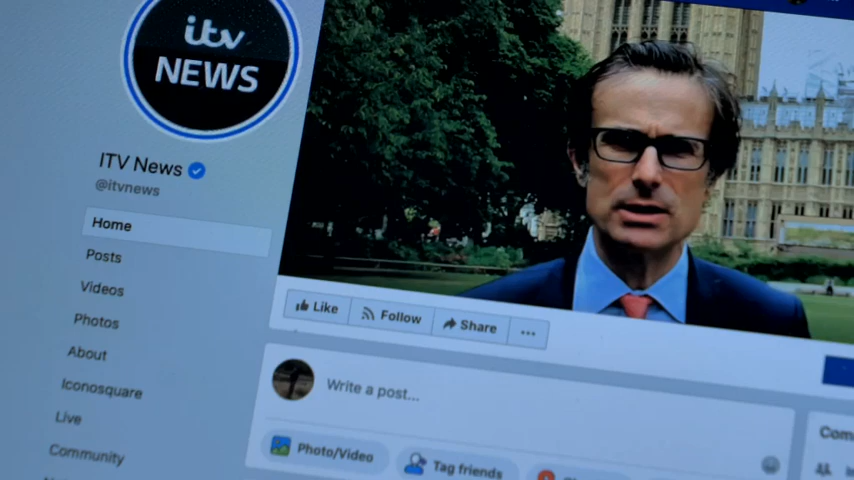 itv
NEWS
ITV News
@itvnews
Home
Posts
Videos
Photos
About
Iconosquare
Live
Community
Like
Follow
Share
Write a post...
Photo/Video
Tag friends